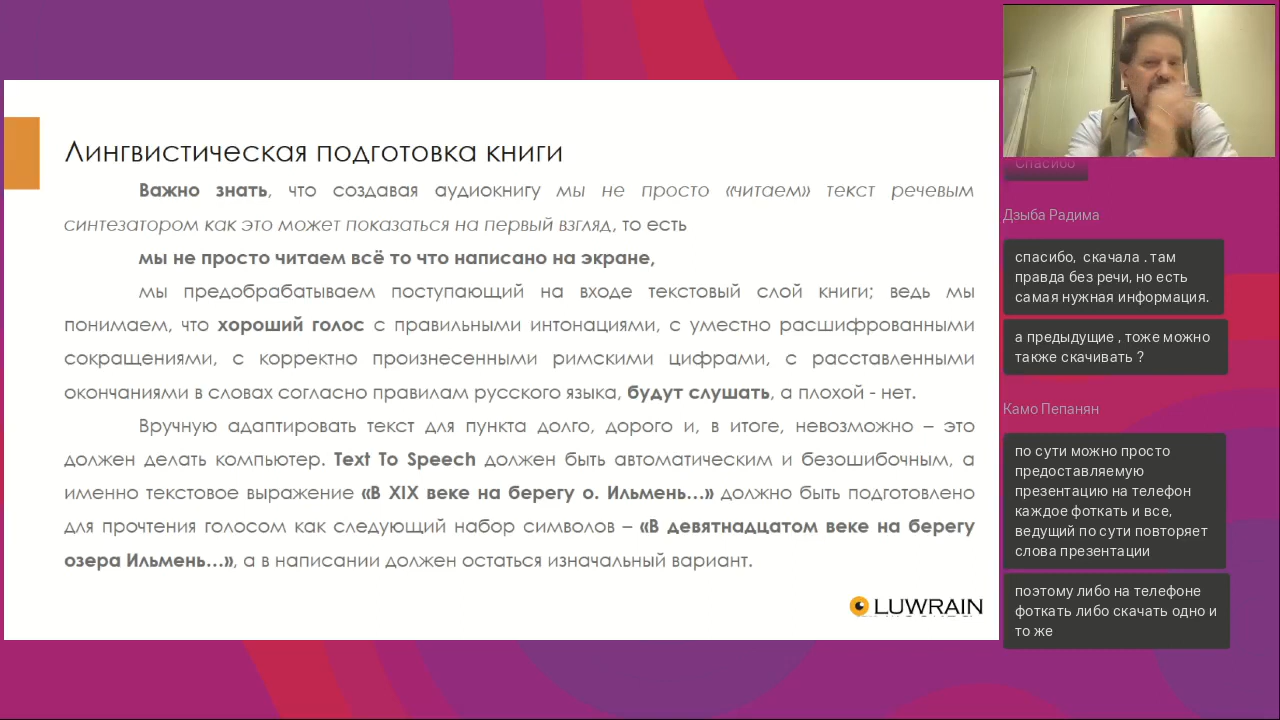 Лингвистическая подготовка книги
Важно знать, что создавая аудиокнигу мы не просто «читаем» текст речевым
синтезатором как это может показаться на первый взгляд, то есть
мы не просто читаем всё то что написано на экране,
мы предобрабатываем поступающий на входе текстовый слой книги; ведь мы
понимаем, что хороший голос с правильными интонациями, с уместно расшифрованными
сокращениями, с корректно произнесенными римскими цифрами, с расставленными
окончаниями в словах согласно правилам русского языка, будут слушать, а плохой - нет.
Вручную адаптировать текст для пункта долго, дорого и, в итоге, невозможно – это
должен делать компьютер. Text To Speech должен быть автоматическим и безошибочным, а
именно текстовое выражение «В XIX веке на берегу о. Ильмень...» должно быть подготовлено
для прочтения голосом как следующий набор символов – «В девятнадцатом веке на берегу
озера Ильмень...», а в написании должен остаться изначальный вариант.
LUWRAIN
Спасибо
Дзыба Радима
спасибо, скачала . там
правда без речи, но есть
самая нужная информация.
а предыдущие , тоже можно
также скачивать ?
Камо Пепанян
по сути можно просто
предоставляемую
презентацию на телефон
каждое фоткать и все,
ведущий по сути повторяет
слова презентации
поэтому либо на телефоне
фоткать либо скачать одно и
то же